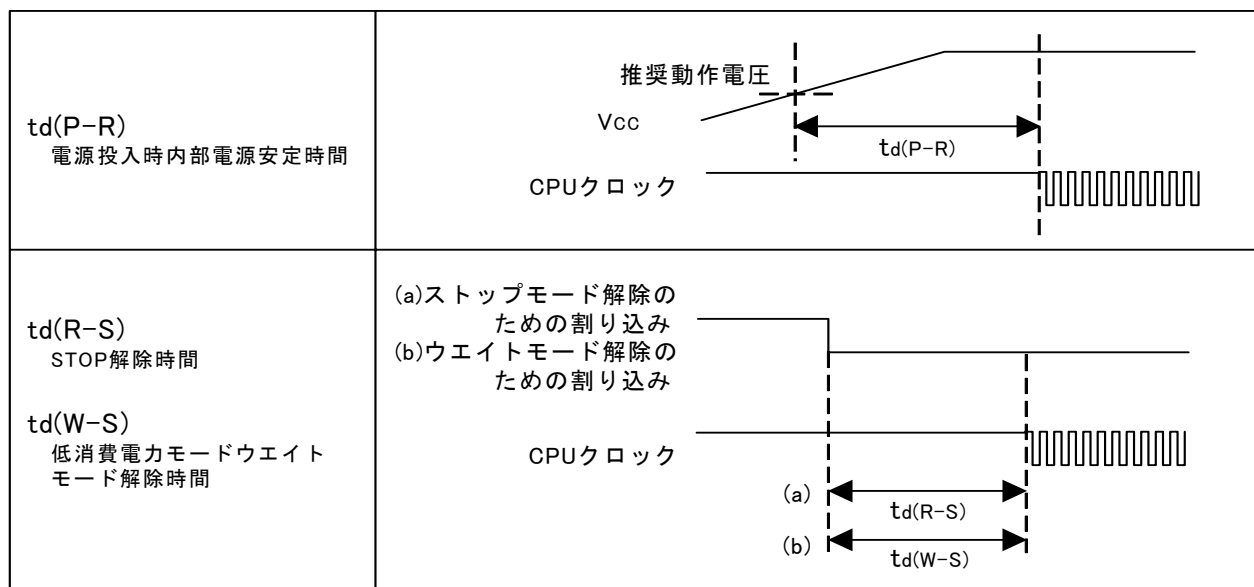 td(P-R)
電源投入時内部電源安定時間
推奨動作電圧
Vcc
td(P-R)
CPUクロック
td(R-S)
STOP解除時間
td(W-S)
低消費電力モードウエイト
モード解除時間
(a)ストップモード解除の
ための割り込み
(b)ウエイトモード解除の
ための割り込み
CPUクロック
(a)
td(R-S)
(b)
td(W-S)